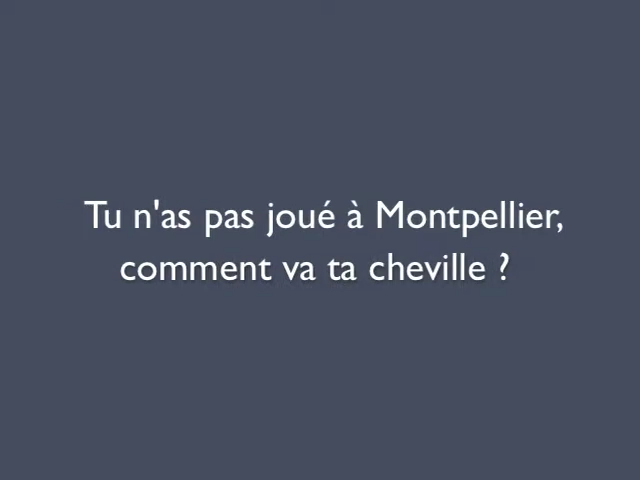 Tu n'as pas joué à Montpellier,
comment va ta cheville ?